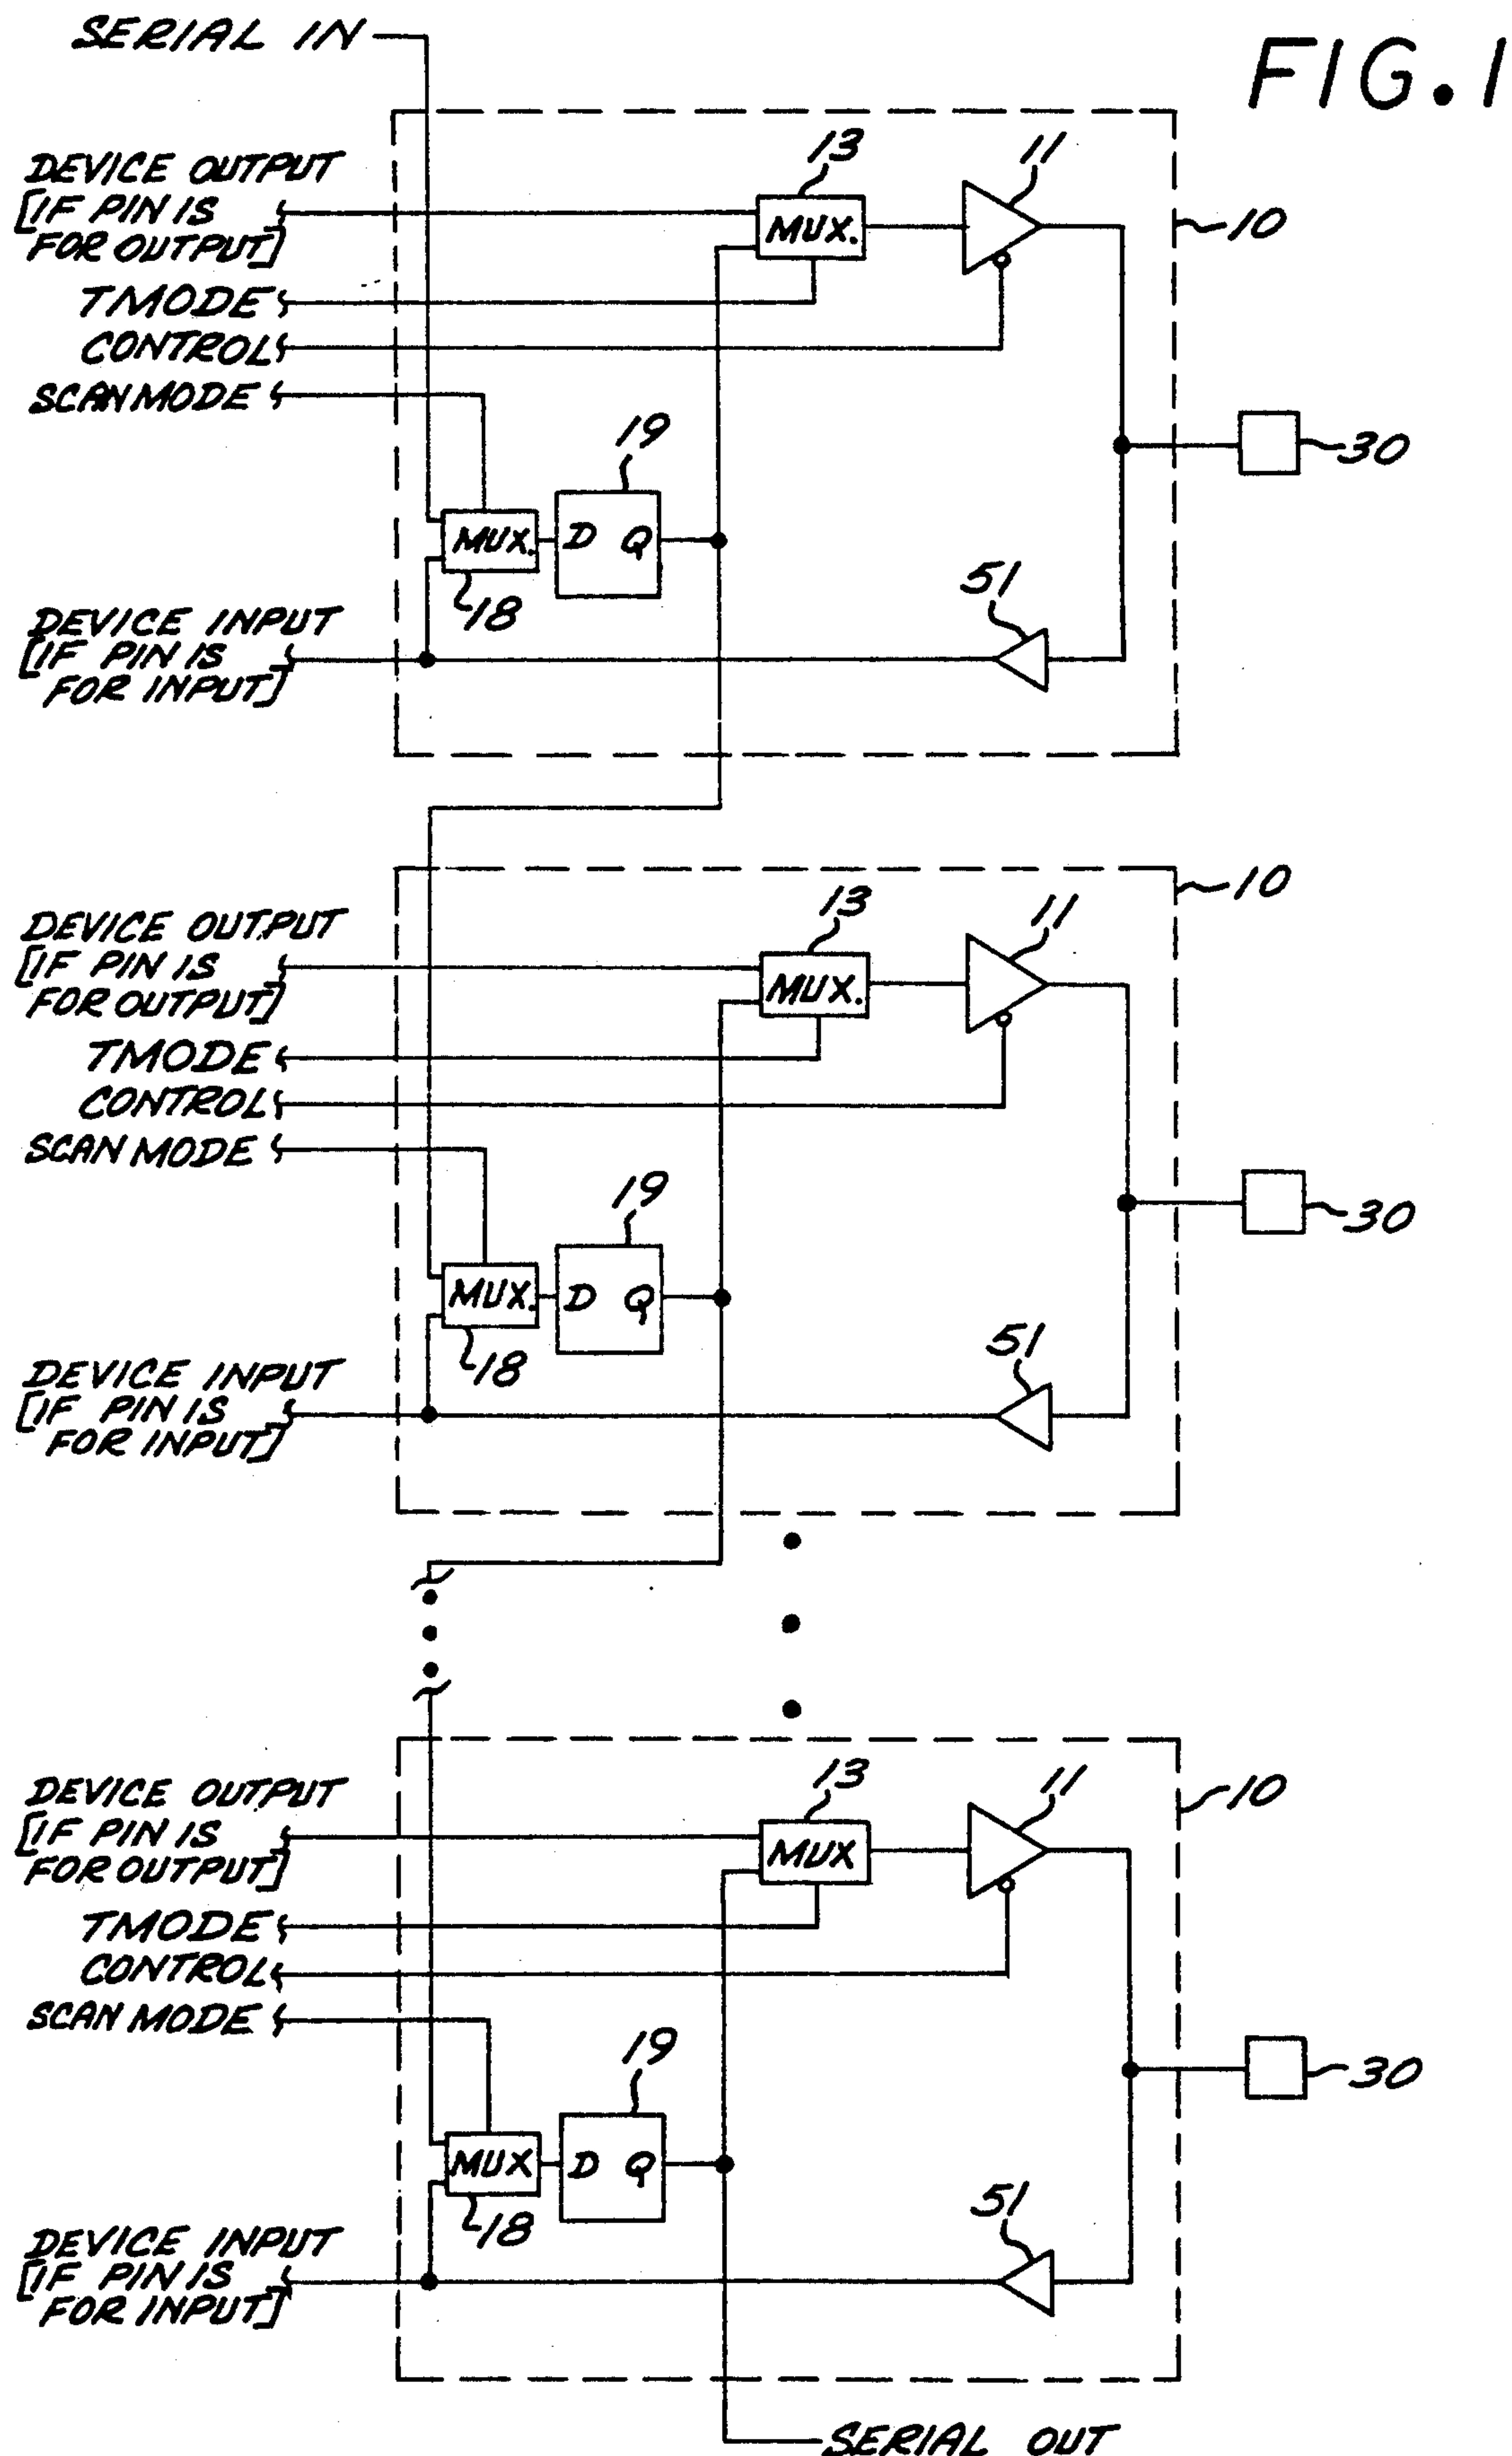 SERIAL IN
FIG. 1
13
11
DEVICE OUTPUT
[IF PIN IS
FOR OUTPUT]
MUX.
10
TMODE
CONTROL
SCAN MODE
19
30
MUX.
D Q
18
51
DEVICE INPUT
[IF PIN IS
FOR INPUT]
10
13
11
DEVICE OUTPUT
[IF PIN IS
FOR OUTPUT]
MUX.
TMODE
CONTROL
SCAN MODE
19
30
MUX.
D Q
18
51
DEVICE INPUT
[IF PIN IS
FOR INPUT]
13
11
10
DEVICE OUTPUT
[IF PIN IS
FOR OUTPUT]
MUX
TMODE
CONTROL
SCAN MODE
19
30
MUX
D Q
18
51
DEVICE INPUT
[IF PIN IS
FOR INPUT]
SERIAL OUT